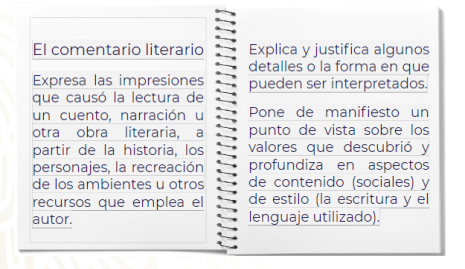 El comentario literario
Expresa las impresiones
que causó la lectura de
un cuento, narración u
otra obra literaria, a
partir de la historia, los
personajes, la recreación
de los ambientes u otros
recursos que emplea el
autor.
Explica y justifica algunos
detalles o la forma en que
pueden ser interpretados.
Pone de manifiesto un
punto de vista sobre los
valores que descubrió y
profundiza en aspectos
de contenido (sociales) y
de estilo (la escritura y el
lenguaje utilizado).